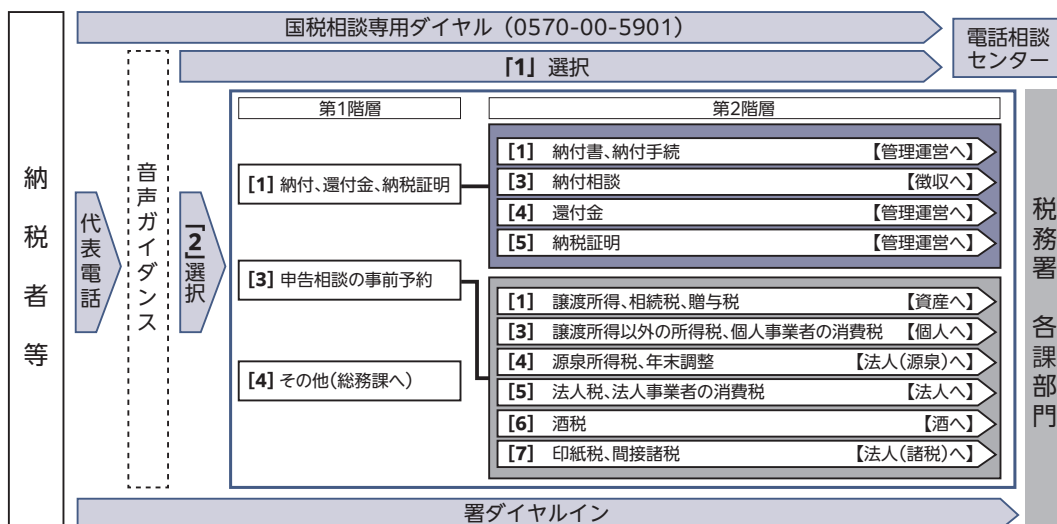 国税相談専用ダイヤル（0570-00-5901）
電話相談
センター
「1」選択
納税者等
代表電話
音声ガイダンス
「2」選択
第1階層
第2階層
[1] 納付、還付金、納税証明
[1] 納付書、納付手続 【管理運営へ】
[3] 納付相談 【徴収へ】
[4] 還付金 【管理運営へ】
[5] 納税証明 【管理運営へ】
[3] 申告相談の事前予約
[1] 譲渡所得、相続税、贈与税 【資産へ】
[3] 譲渡所得以外の所得税、個人事業者の消費税 【個人へ】
[4] 源泉所得税、年末調整 【法人(源泉)へ】
[5] 法人税、法人事業者の消費税 【法人へ】
[6] 酒税 【酒へ】
[7] 印紙税、間接諸税 【法人(諸税)へ】
[4] その他(総務課へ)
税務署 各課部門
署ダイヤルイン